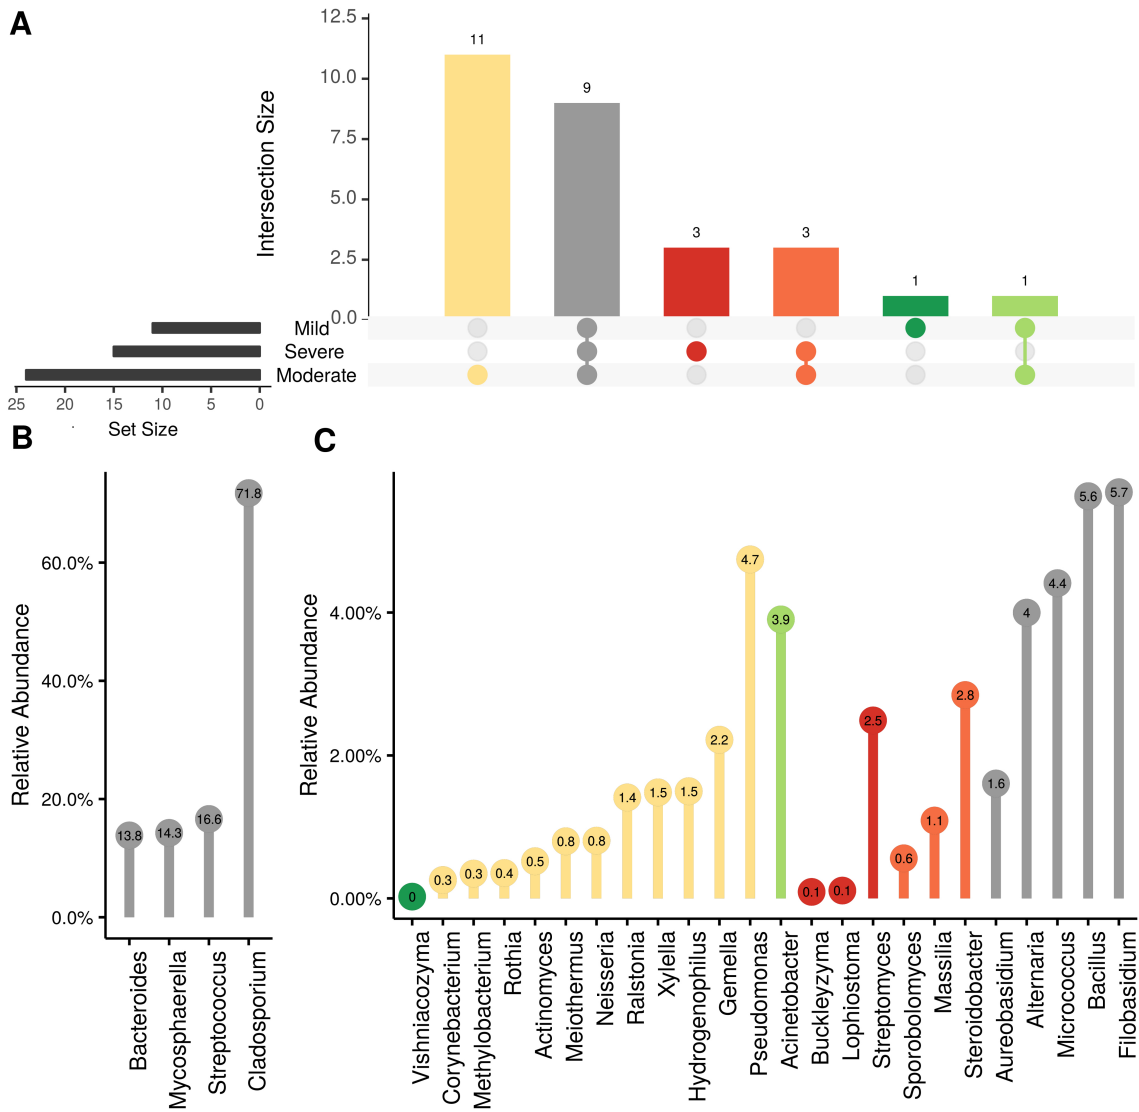 A
12.5
10.0
7.5
5.0
2.5
0.0
Intersection Size
11
9
3
3
1
1
Mild
Severe
Moderate
25 20 15 10 5 0
Set Size
B
60.0%
40.0%
20.0%
0.0%
Relative Abundance
13.8
14.3
16.6
71.8
Bacteroides
Mycosphaerella
Streptococcus
Cladosporium
C
4.00%
2.00%
0.00%
Relative Abundance
0
0.3
0.3
0.4
0.5
0.8
0.8
1.4
1.5
1.5
2.2
4.7
3.9
0.1
0.1
2.5
0.6
1.1
2.8
1.6
4
4.4
5.6
5.7
Vishniacozyma
Corynebacterium
Methylobacterium
Rothia
Actinomyces
Meiothermus
Neisseria
Ralstonia
Xylella
Hydrogenophilus
Gemella
Pseudomonas
Acinetobacter
Buckleyzyma
Lophiostoma
Streptomyces
Sporobolomyces
Massilia
Steroidobacter
Aureobasidium
Alternaria
Micrococcus
Bacillus
Filobasidium